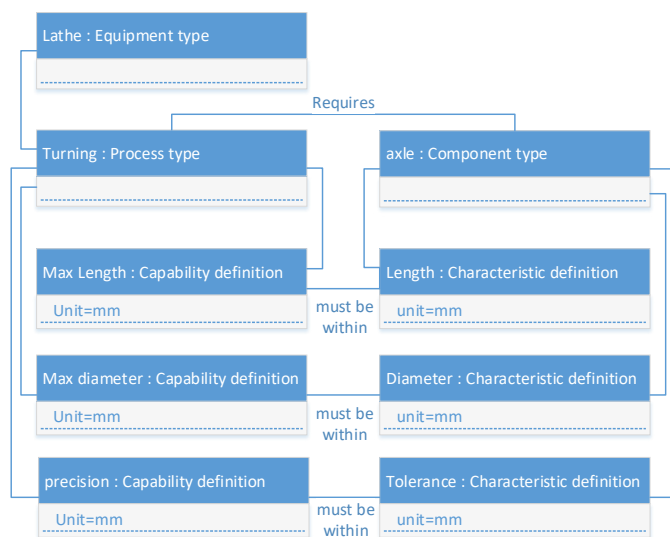 Lathe : Equipment type
Requires
Turning : Process type
axle : Component type
Max Length : Capability definition
Length : Characteristic definition
Unit=mm
must be
within
unit=mm
Max diameter : Capability definition
Diameter : Characteristic definition
Unit=mm
must be
within
unit=mm
precision : Capability definition
Tolerance : Characteristic definition
Unit=mm
must be
within
unit=mm